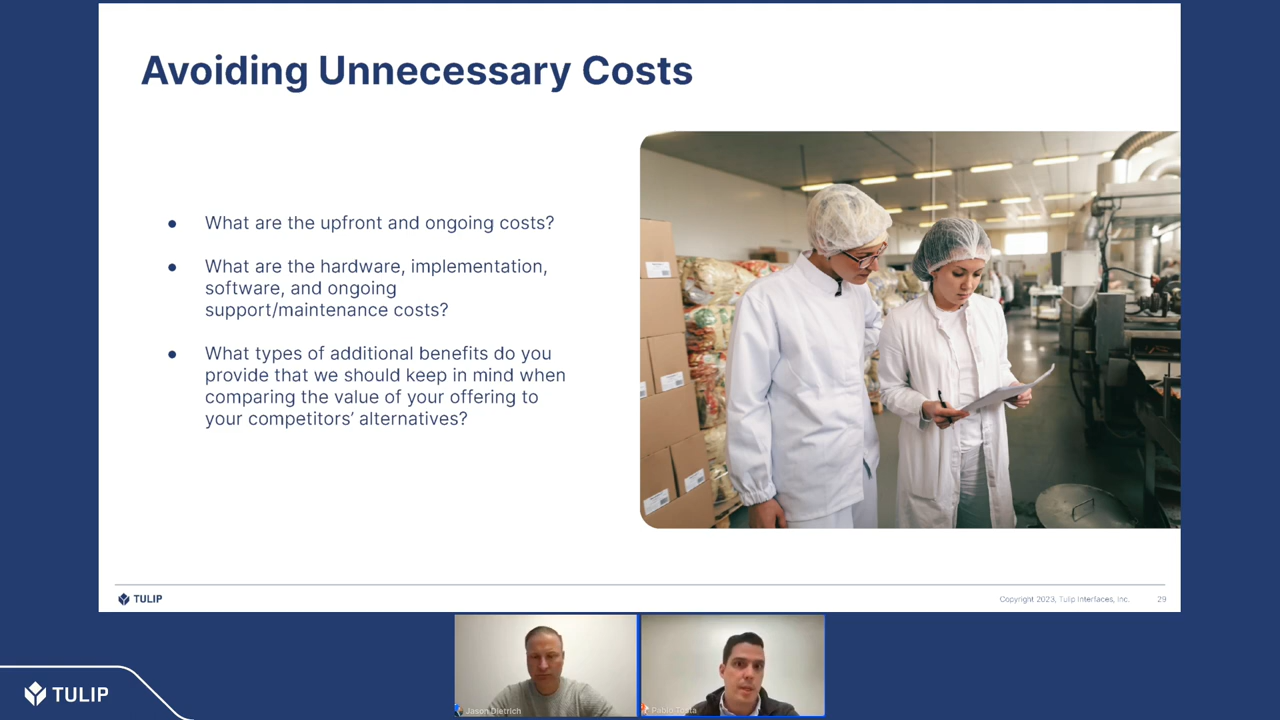 Avoiding Unnecessary Costs
● What are the upfront and ongoing costs?
● What are the hardware, implementation,
software, and ongoing
support/maintenance costs?
● What types of additional benefits do you
provide that we should keep in mind when
comparing the value of your offering to
your competitors’ alternatives?
TULIP
Copyright 2023, Tulip Interfaces, Inc.
29
Jason Dietrich
Pablo
TULIP